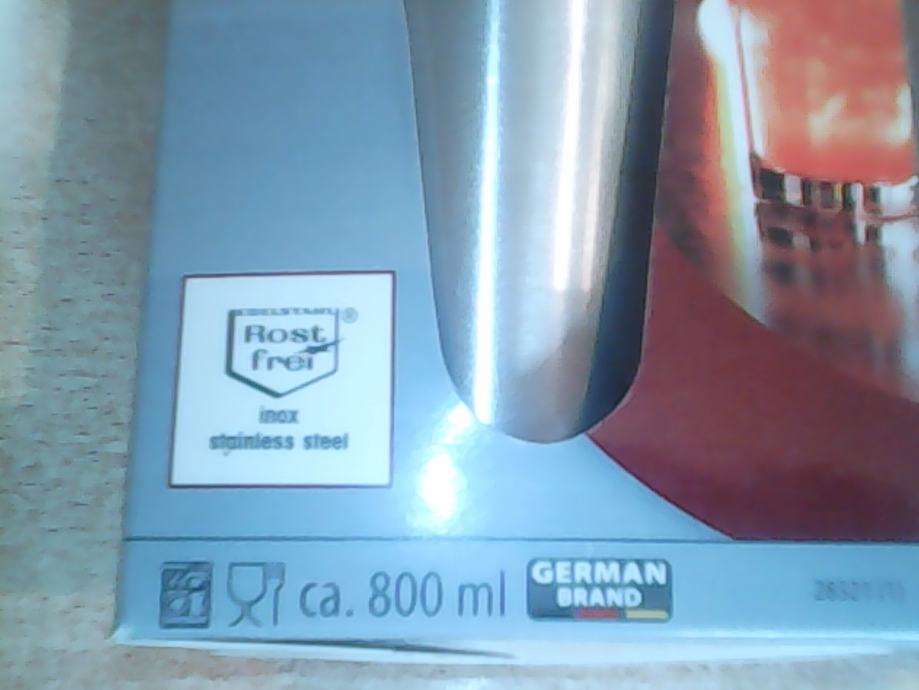 EDELSTAHL ®
Rost
frei
inox
stainless steel
ca. 800 ml
GERMAN
BRAND